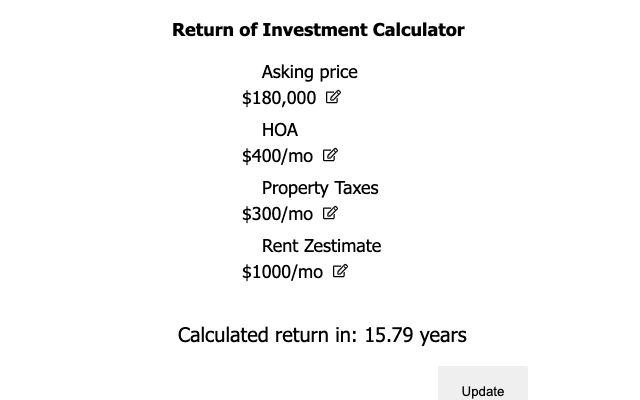 Return of Investment Calculator
Asking price
$180,000
HOA
$400/mo
Property Taxes
$300/mo
Rent Zestimate
$1000/mo
Calculated return in: 15.79 years
Update